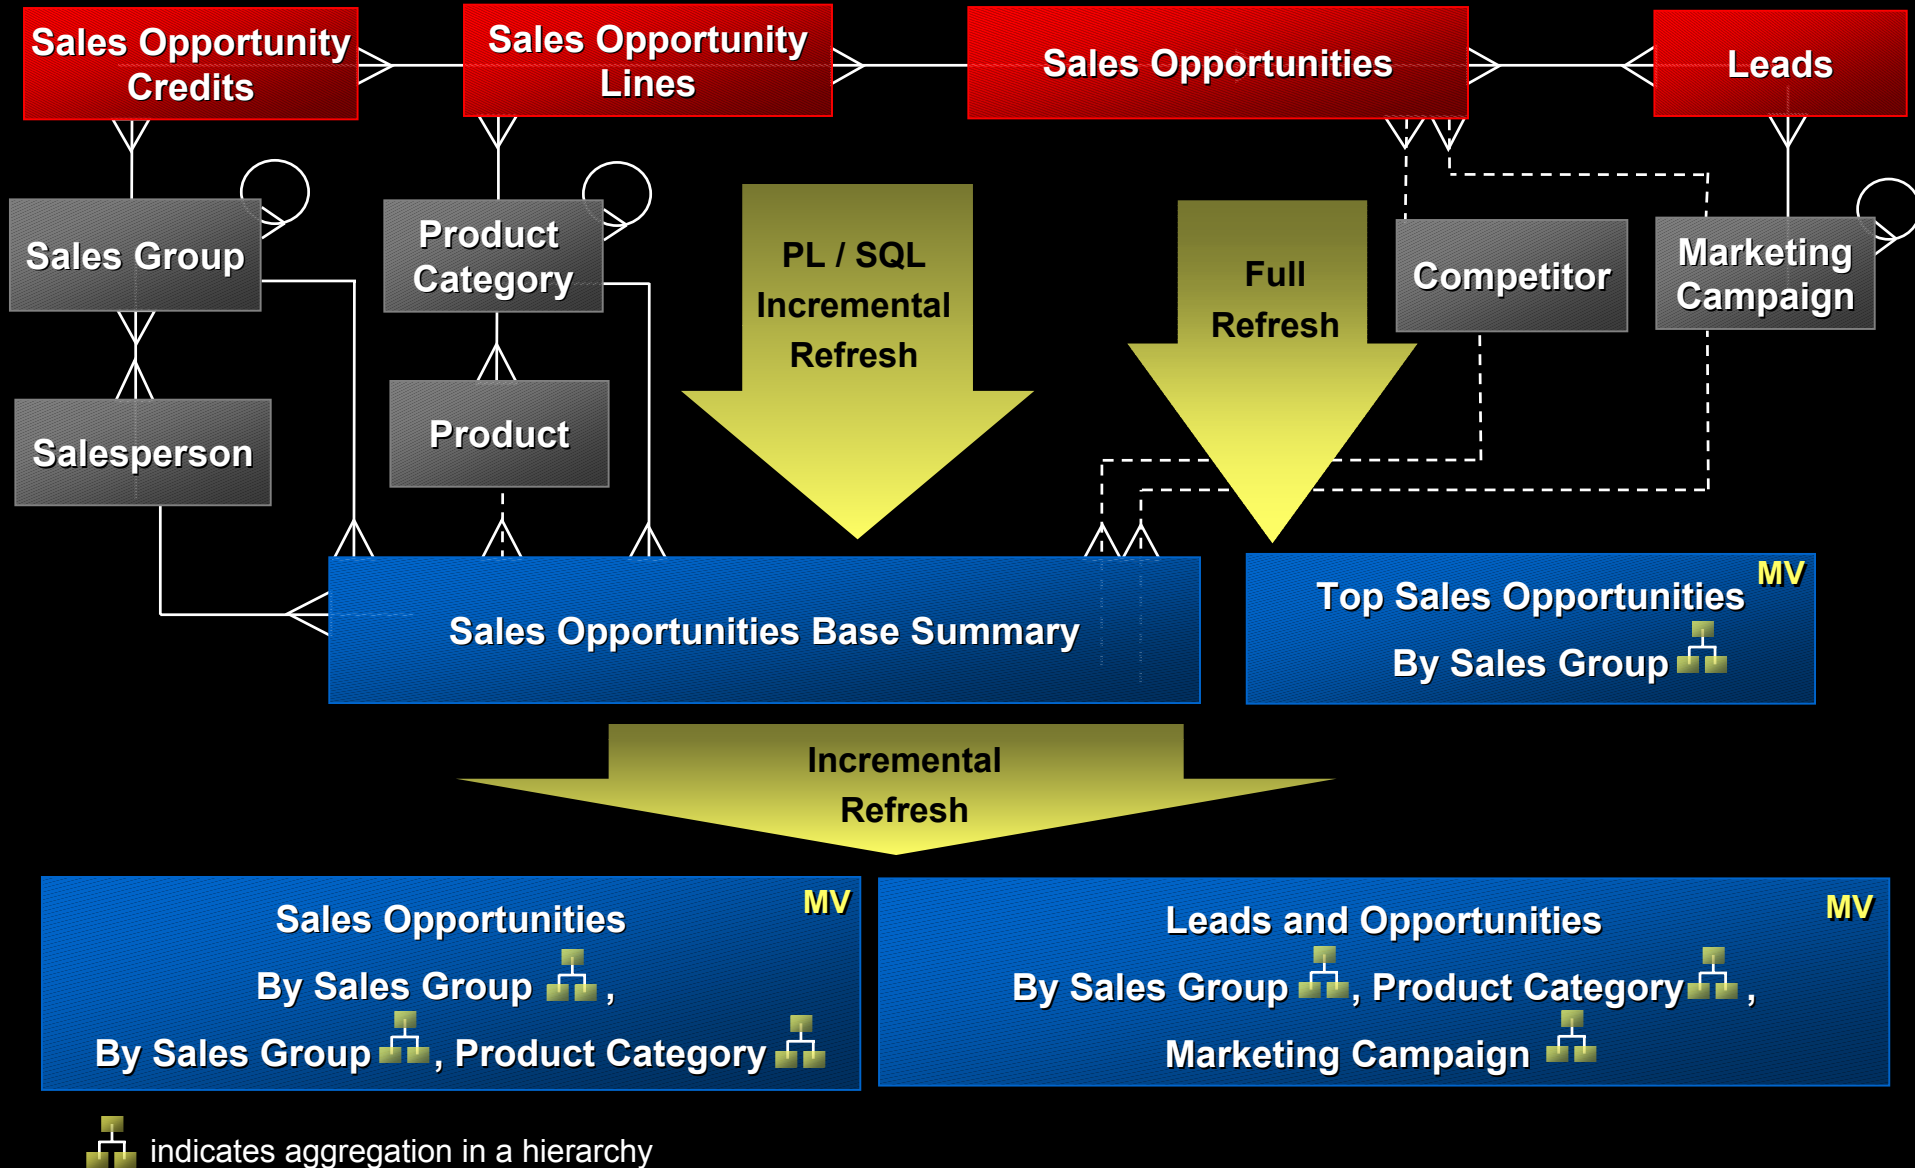 Sales Opportunity
Credits
Sales Opportunity
Lines
Sales Opportunities
Leads
Sales Group
Product
Category
PL / SQL
Incremental
Refresh
Full
Refresh
Competitor
Marketing
Campaign
Salesperson
Product
Sales Opportunities Base Summary
MV
Top Sales Opportunities
By Sales Group
Incremental
Refresh
MV
Sales Opportunities
By Sales Group ,
By Sales Group , Product Category
MV
Leads and Opportunities
By Sales Group , Product Category ,
Marketing Campaign
indicates aggregation in a hierarchy